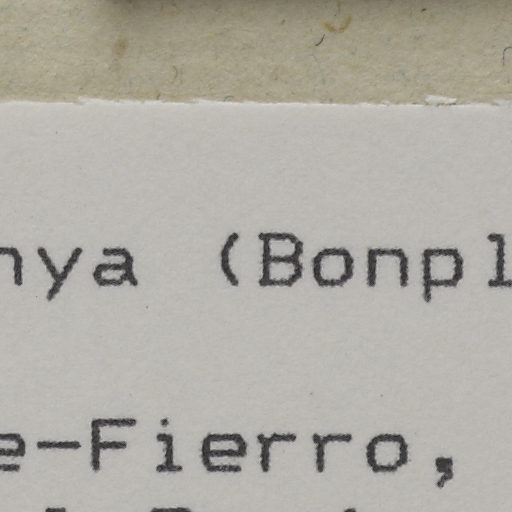 nya (Bonpl
e-Fierro,